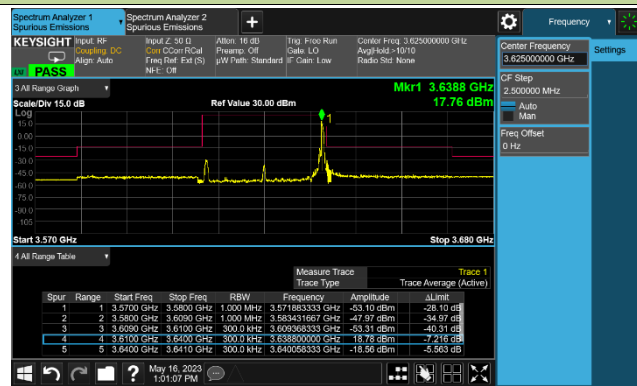 Spectrum Analyzer 1
Spurious Emissions
Spectrum Analyzer 2
Spurious Emissions
Frequency
KEYSIGHT
Input: RF
Coupling: DC
Align: Auto
Input Z: 50 Ω
Corr CCorr RCal
Freq Ref: Ext (S)
NFE: Off
Atten: 16 dB
Preamp: Off
µW Path: Standard
Trig: Free Run
Gate: LO
IF Gain: Low
Center Freq: 3.625000000 GHz
Avg|Hold:>10/10
Radio Std: None
PASS
Center Frequency
3.625000000 GHz
Settings
CF Step
2.500000 MHz
Auto
Man
Freq Offset
0 Hz
3 All Range Graph
Mkr1 3.6388 GHz
Scale/Div 15.0 dB
Ref Value 30.00 dBm
17.76 dBm
Log
15.0
0.00
-15.0
-30.0
-45.0
-60.0
-75.0
-90.0
-105
1
Start 3.570 GHz
Stop 3.680 GHz
4 All Range Table
Measure Trace Trace 1
Trace Type Trace Average (Active)
Spur Range Start Freq Stop Freq RBW Frequency Amplitude ΔLimit
1 1 3.5700 GHz 3.5800 GHz 1.000 MHz 3.571883333 GHz -53.10 dBm -28.10 dB
2 2 3.5800 GHz 3.6090 GHz 1.000 MHz 3.583431667 GHz -47.97 dBm -34.97 dB
3 3 3.6090 GHz 3.6100 GHz 300.0 kHz 3.609368333 GHz -53.31 dBm -40.31 dB
4 4 3.6100 GHz 3.6400 GHz 300.0 kHz 3.638800000 GHz 18.78 dBm -7.216 dB
5 5 3.6400 GHz 3.6410 GHz 300.0 kHz 3.640058333 GHz -18.56 dBm -5.563 dB
May 16, 2023
1:01:07 PM